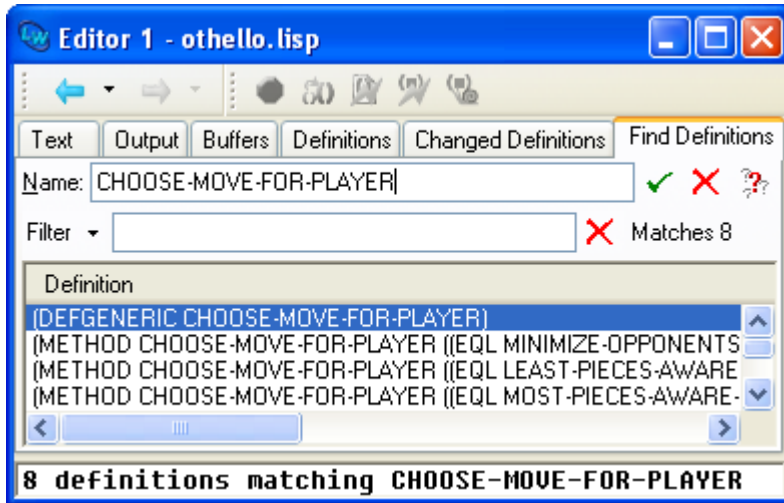 Editor 1 - othello.lisp
Text Output Buffers Definitions Changed Definitions Find Definitions
Name: CHOOSE-MOVE-FOR-PLAYER
Filter Matches 8
Definition
(DEFGENERIC CHOOSE-MOVE-FOR-PLAYER)
(METHOD CHOOSE-MOVE-FOR-PLAYER ((EQL MINIMIZE-OPPONENTS
(METHOD CHOOSE-MOVE-FOR-PLAYER ((EQL LEAST-PIECES-AWARE
(METHOD CHOOSE-MOVE-FOR-PLAYER ((EQL MOST-PIECES-AWARE-
8 definitions matching CHOOSE-MOVE-FOR-PLAYER